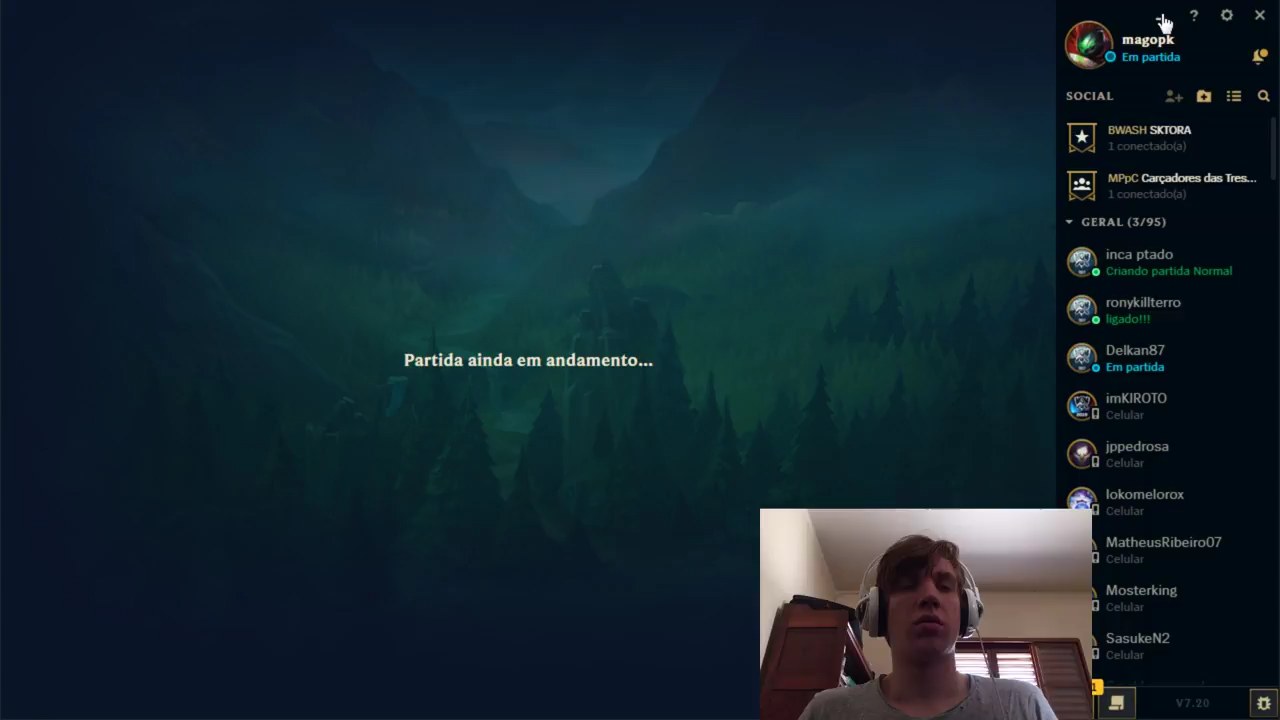 ?
magopk
Em partida
SOCIAL
BWASH SKTORA
1 conectado(a)
MPpC Carçadores das Tres...
1 conectado(a)
GERAL (3/95)
inca ptado
Criando partida Normal
ronykillterro
ligado!!!
Delkan87
Em partida
Partida ainda em andamento...
imKIROTO
Celular
jppedrosa
Celular
lokomelorox
Celular
MatheusRibeiro07
Celular
Mosterking
Celular
SasukeN2
Celular
1
V7.20